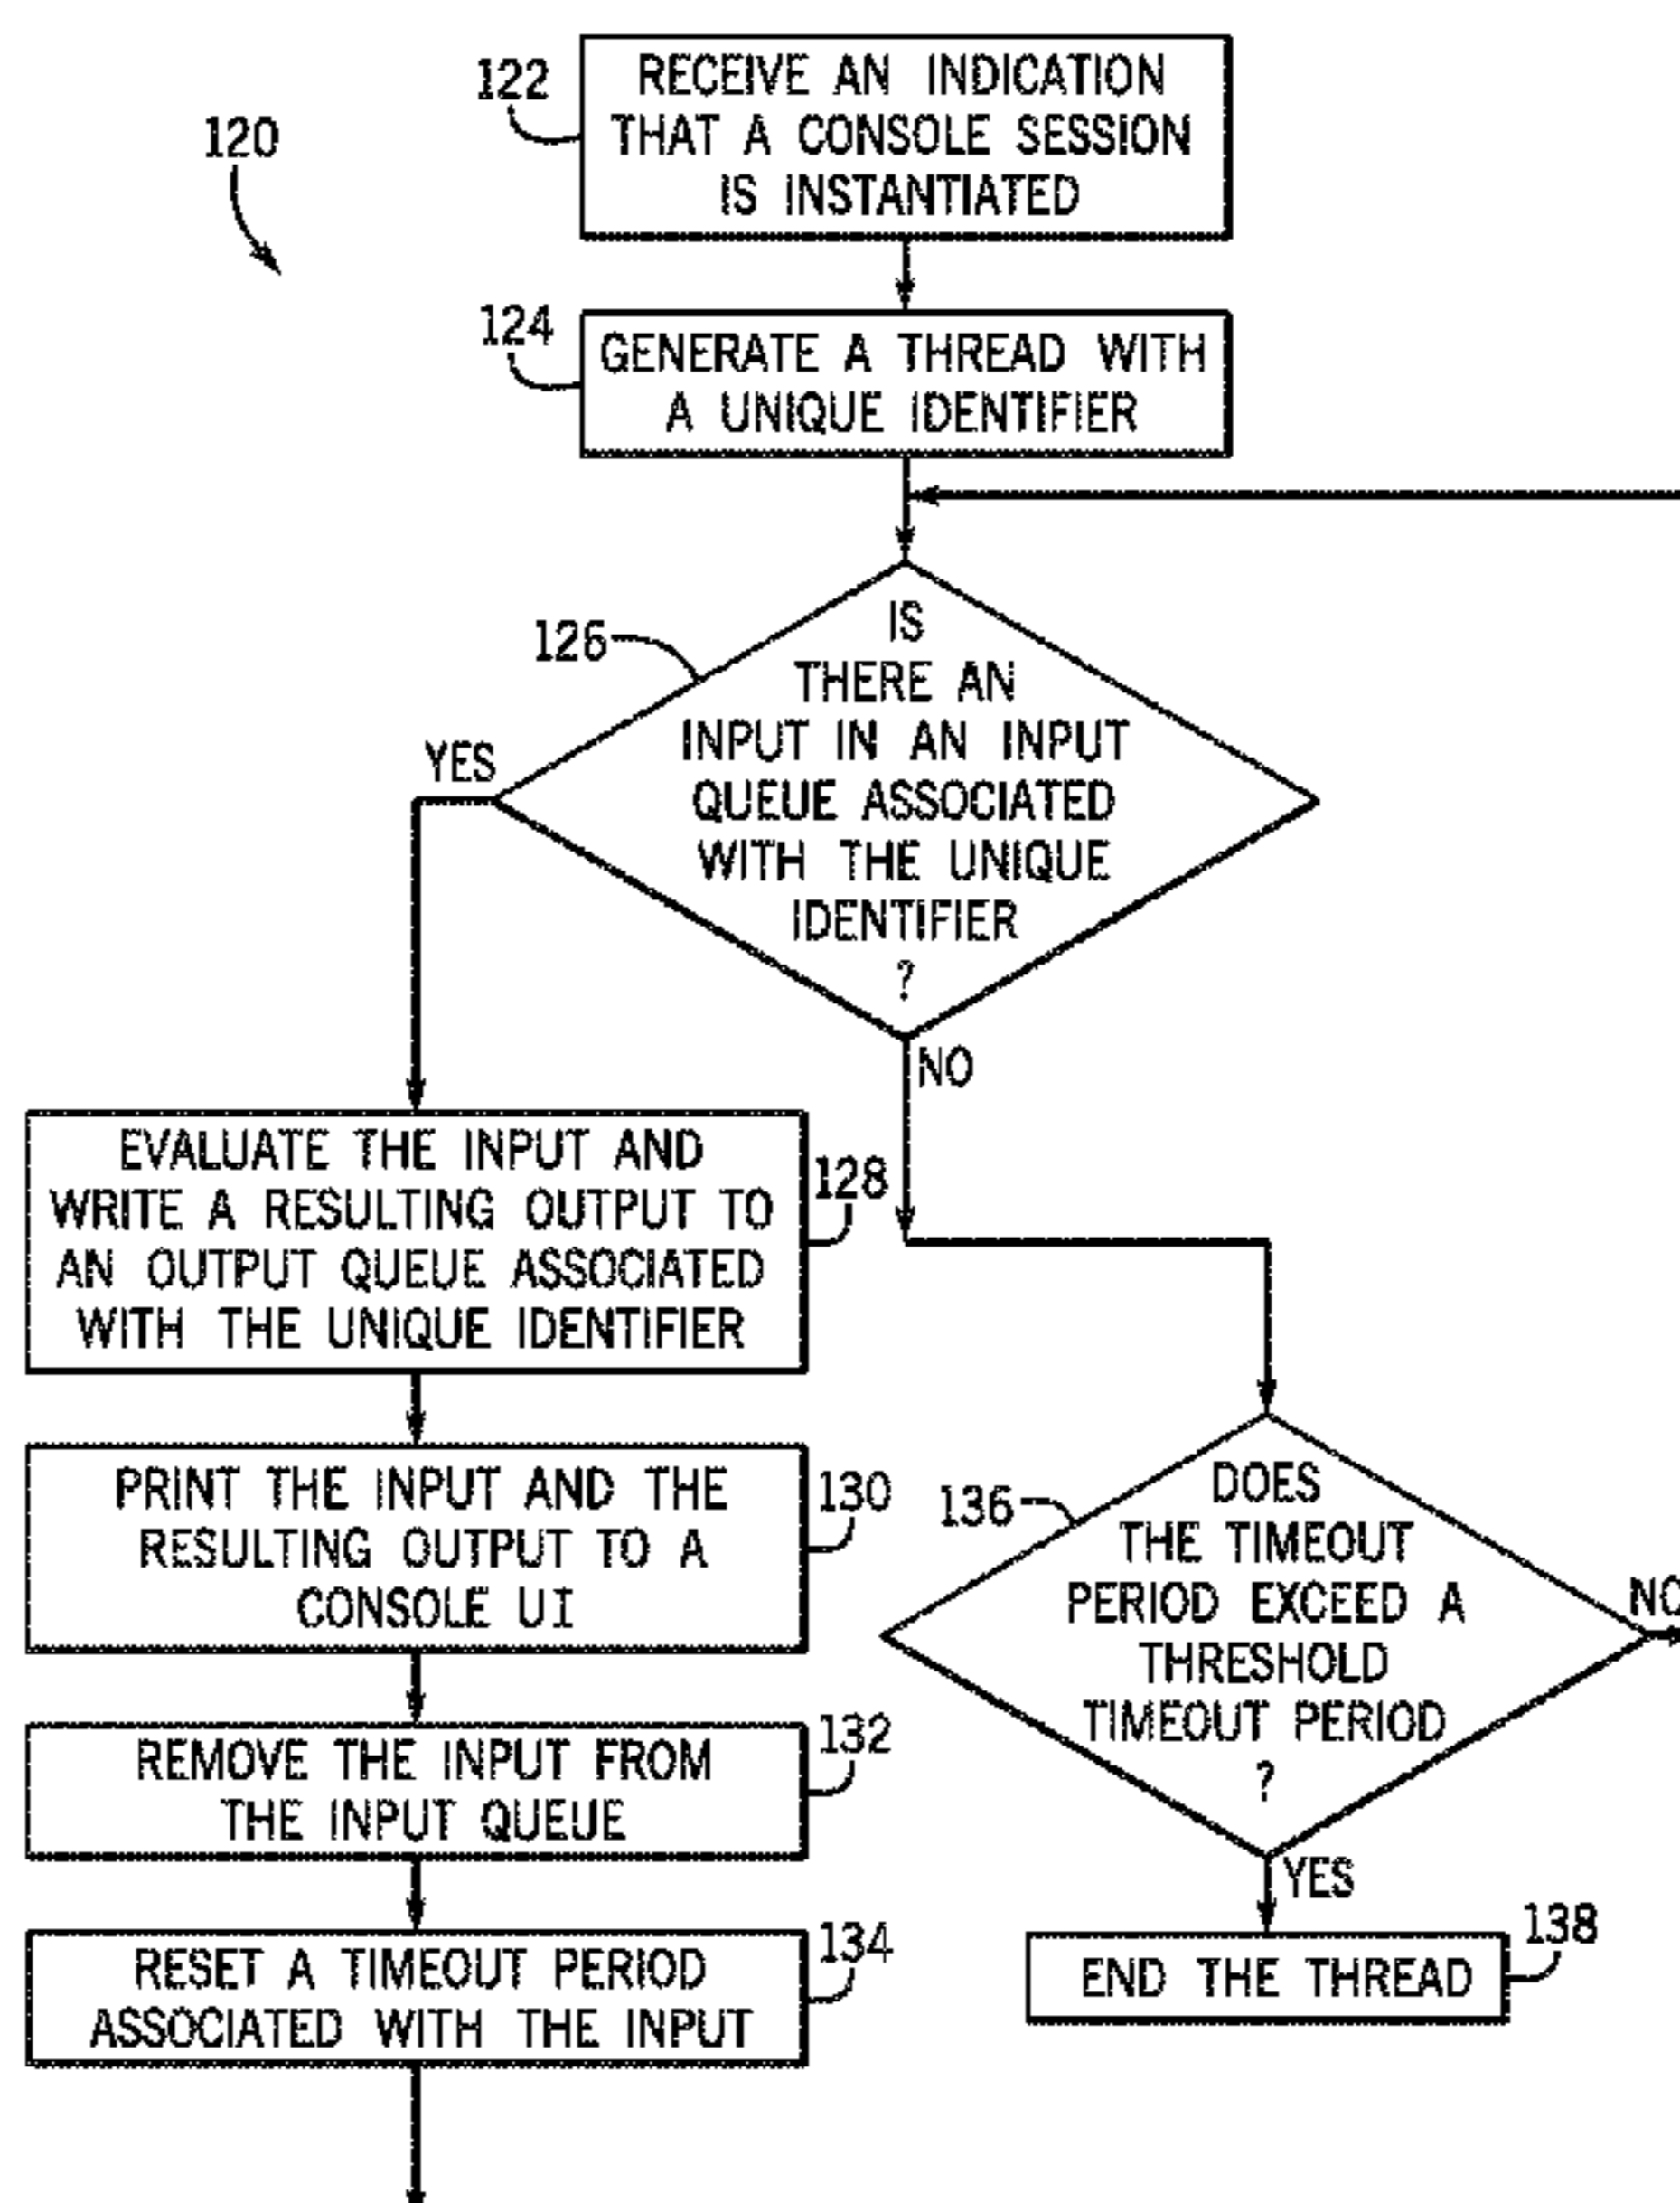 122
RECEIVE AN INDICATION
THAT A CONSOLE SESSION
IS INSTANTIATED
120
124
GENERATE A THREAD WITH
A UNIQUE IDENTIFIER
126
IS
THERE AN
INPUT IN AN INPUT
QUEUE ASSOCIATED
WITH THE UNIQUE
IDENTIFIER
?
YES
NO
EVALUATE THE INPUT AND
WRITE A RESULTING OUTPUT TO
AN OUTPUT QUEUE ASSOCIATED
WITH THE UNIQUE IDENTIFIER
128
PRINT THE INPUT AND THE
RESULTING OUTPUT TO A
CONSOLE UI
130
REMOVE THE INPUT FROM
THE INPUT QUEUE
132
RESET A TIMEOUT PERIOD
ASSOCIATED WITH THE INPUT
134
136
DOES
THE TIMEOUT
PERIOD EXCEED A
THRESHOLD
TIMEOUT PERIOD
?
NO
YES
END THE THREAD
138